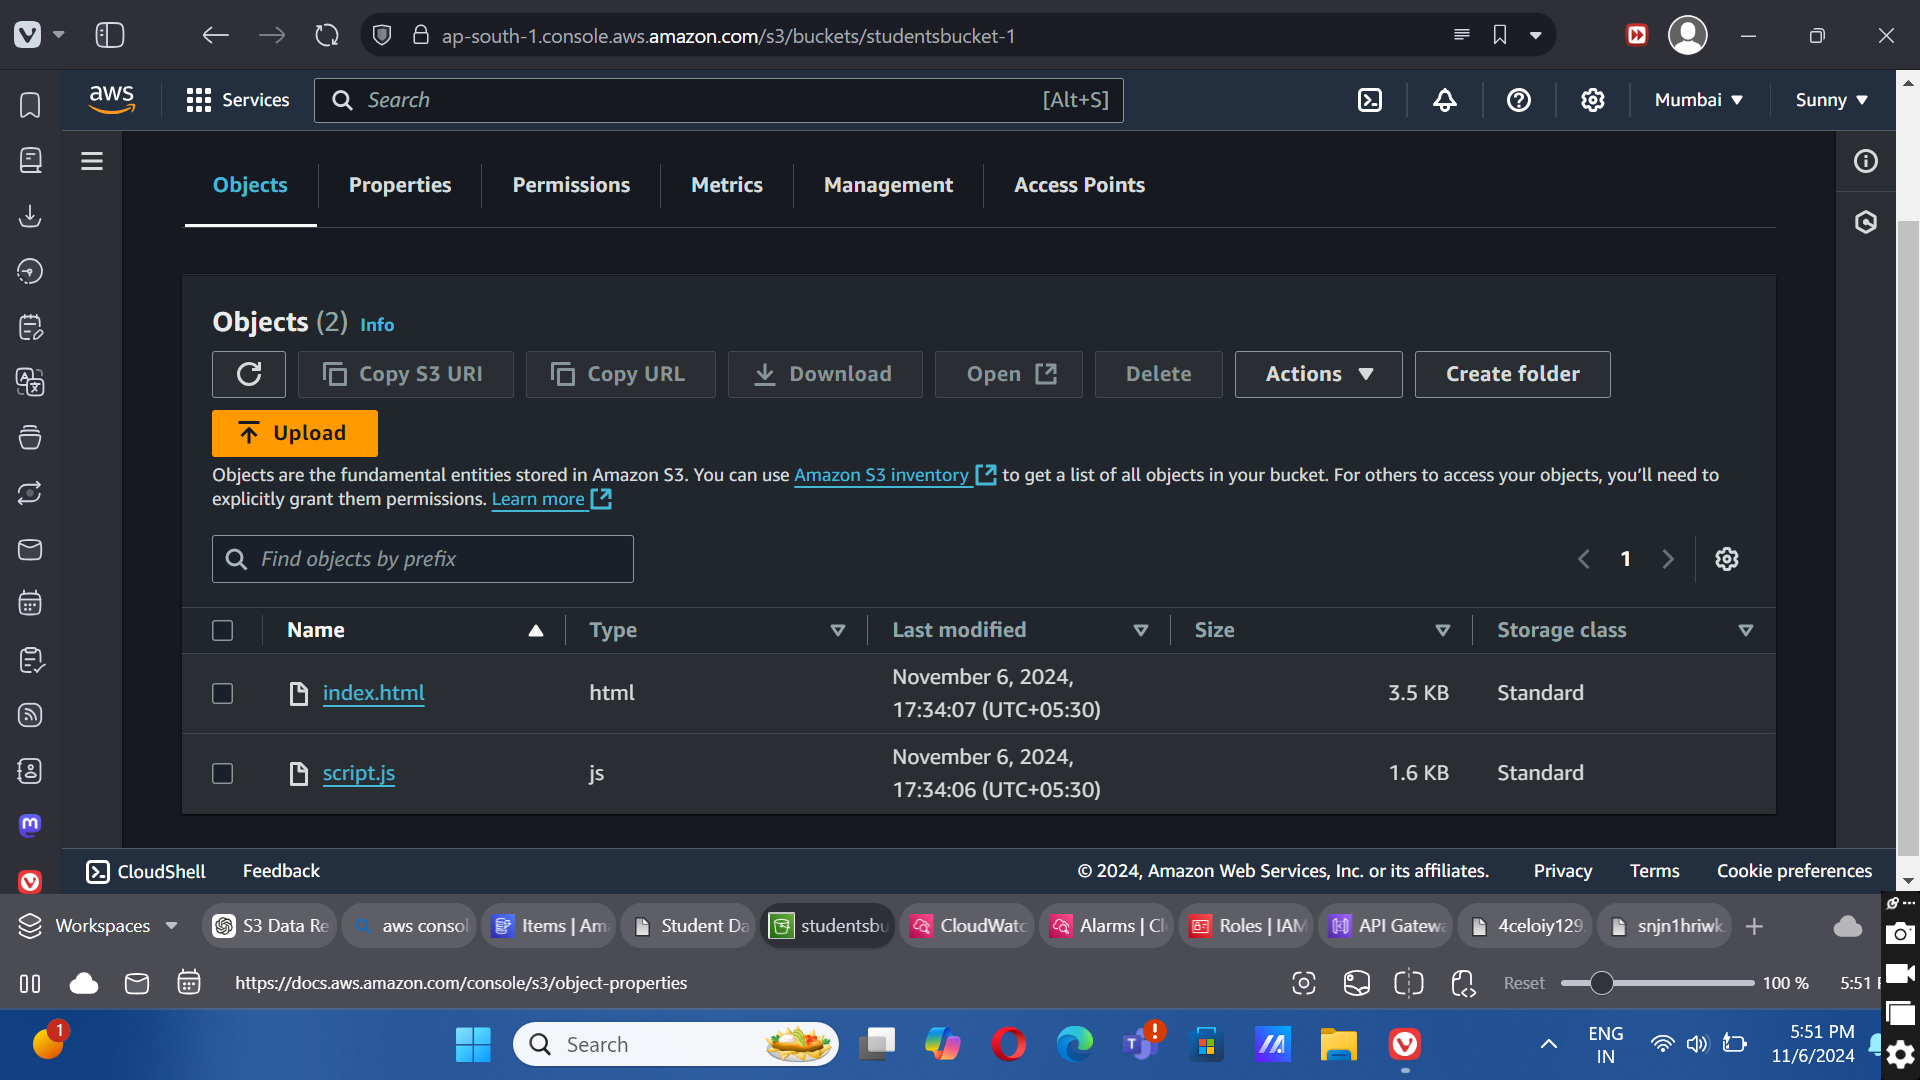 ap-south-1.console.aws.amazon.com/s3/buckets/studentsbucket-1
aws
Services
Search
[Alt+S]
Mumbai
Sunny
Objects
Properties
Permissions
Metrics
Management
Access Points
Objects (2) Info
Copy S3 URI
Copy URL
Download
Open
Delete
Actions
Create folder
Upload
Objects are the fundamental entities stored in Amazon S3. You can use Amazon S3 inventory to get a list of all objects in your bucket. For others to access your objects, you'll need to
explicitly grant them permissions. Learn more
Find objects by prefix
1
Name
Type
Last modified
Size
Storage class
index.html
html
November 6, 2024,
17:34:07 (UTC+05:30)
3.5 KB
Standard
script.js
js
November 6, 2024,
17:34:06 (UTC+05:30)
1.6 KB
Standard
CloudShell
Feedback
© 2024, Amazon Web Services, Inc. or its affiliates.
Privacy
Terms
Cookie preferences
Workspaces
S3 Data Re
aws consol
Items | Am
Student Da
studentsbu
CloudWatc
Alarms | Cl
Roles | IAM
API Gatewa
4celoiy129
snjn1hriwk
https://docs.aws.amazon.com/console/s3/object-properties
Reset
100 %
5:51
1
Search
ENG
IN
5:51 PM
11/6/2024